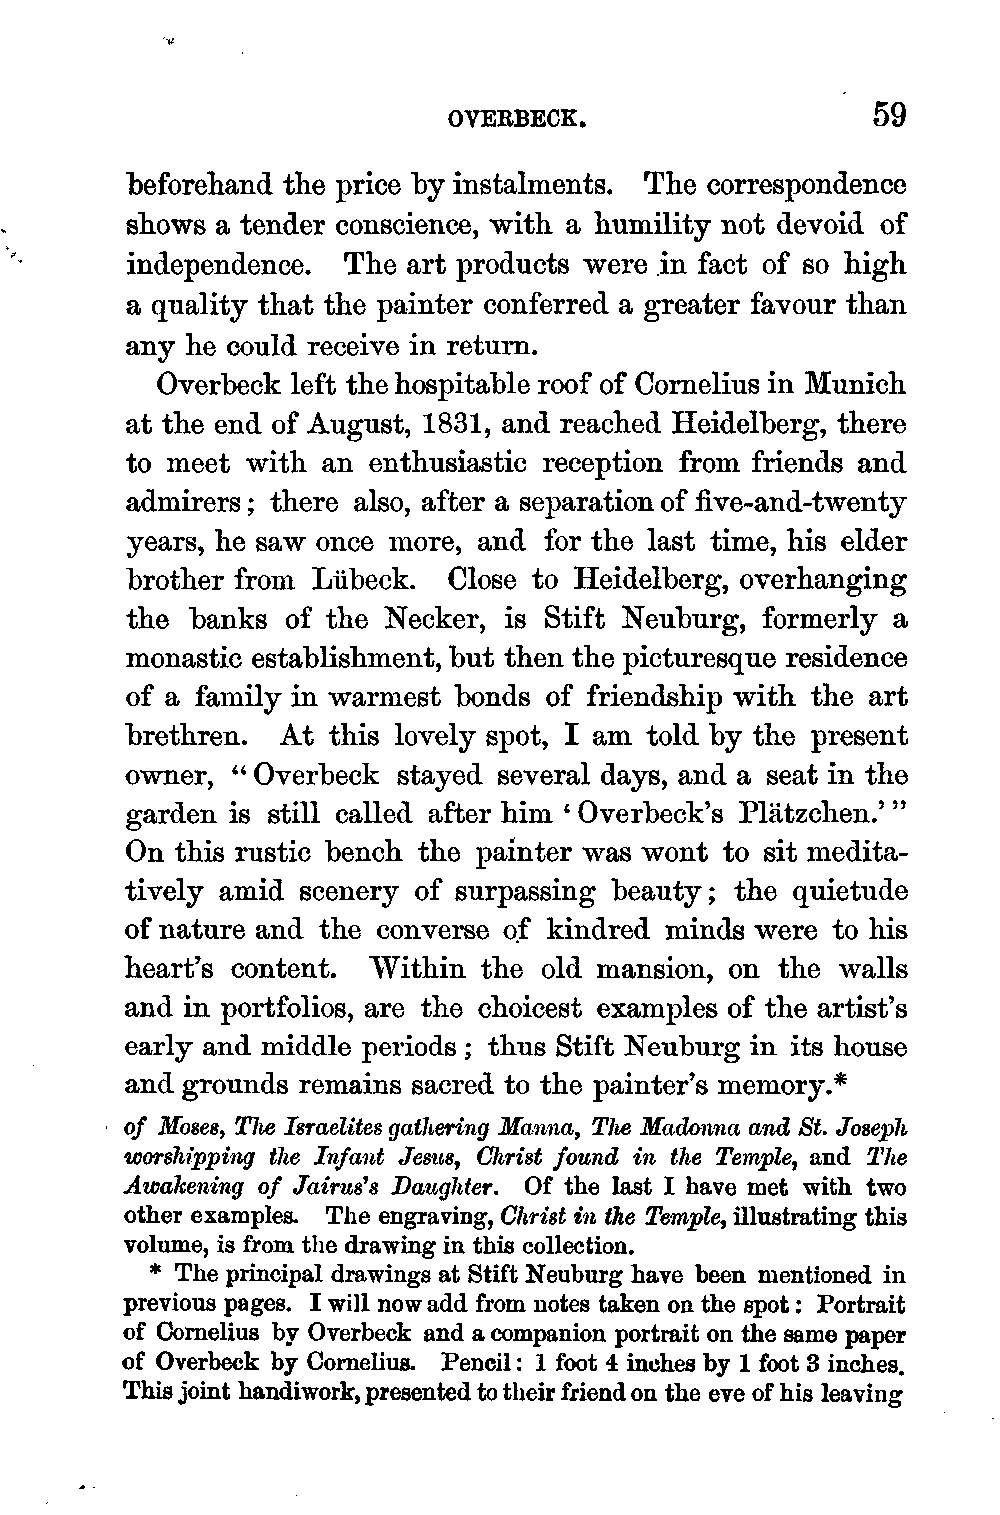 OVERBECK. 59
beforehand the price by instalments. The correspondence
shows a tender conscience, with a humility not devoid of
independence. The art products were in fact of so high
a quality that the painter conferred a greater favour than
any he could receive in return.
Overbeck left the hospitable roof of Cornelius in Munich
at the end of August, 1831, and reached Heidelberg, there
to meet with an enthusiastic reception from friends and
admirers; there also, after a separation of five-and-twenty
years, he saw once more, and for the last time, his elder
brother from Lübeck. Close to Heidelberg, overhanging
the banks of the Necker, is Stift Neuburg, formerly a
monastic establishment, but then the picturesque residence
of a family in warmest bonds of friendship with the art
brethren. At this lovely spot, I am told by the present
owner, “Overbeck stayed several days, and a seat in the
garden is still called after him ‘Overbeck’s Plätzchen.’”
On this rustic bench the painter was wont to sit medita-
tively amid scenery of surpassing beauty; the quietude
of nature and the converse of kindred minds were to his
heart’s content. Within the old mansion, on the walls
and in portfolios, are the choicest examples of the artist’s
early and middle periods; thus Stift Neuburg in its house
and grounds remains sacred to the painter’s memory.*
of Moses, The Israelites gathering Manna, The Madonna and St. Joseph
worshipping the Infant Jesus, Christ found in the Temple, and The
Awakening of Jairus’s Daughter. Of the last I have met with two
other examples. The engraving, Christ in the Temple, illustrating this
volume, is from the drawing in this collection.
* The principal drawings at Stift Neuburg have been mentioned in
previous pages. I will now add from notes taken on the spot: Portrait
of Cornelius by Overbeck and a companion portrait on the same paper
of Overbeck by Cornelius. Pencil: 1 foot 4 inches by 1 foot 3 inches.
This joint handiwork, presented to their friend on the eve of his leaving